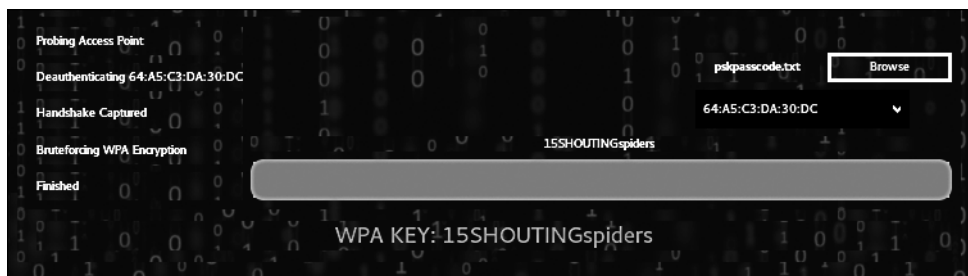 Probing Access Point
Deauthenticating 64:A5:C3:DA:30:DC
Handshake Captured
Bruteforcing WPA Encryption
Finished
pskpasscode.txt Browse
64:A5:C3:DA:30:DC
15SHOUTINGspiders
WPA KEY: 15SHOUTINGspiders